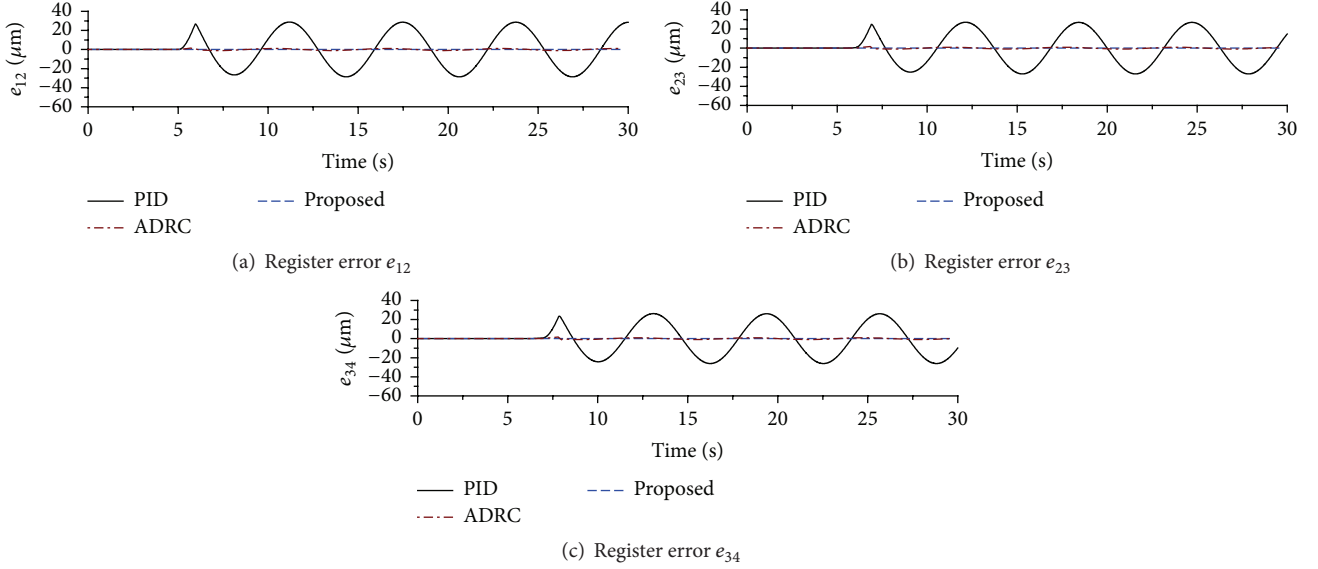 40
20
0
−20
−40
−60
e12 (μm)
0 5 10 15 20 25 30
Time (s)
PID
Proposed
ADRC
(a) Register error e12
40
20
0
−20
−40
−60
e23 (μm)
0 5 10 15 20 25 30
Time (s)
PID
Proposed
ADRC
(b) Register error e23
40
20
0
−20
−40
−60
e34 (μm)
0 5 10 15 20 25 30
Time (s)
PID
Proposed
ADRC
(c) Register error e34